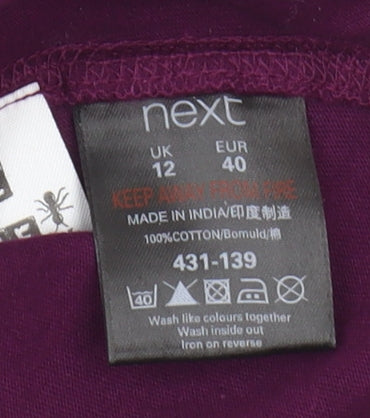 next
UK EUR
12 40
KEEP AWAY FROM FIRE
MADE IN INDIA/印度制造
100%COTTON/Bomuld/棉
431-139
40
Wash like colours together
Wash inside out
Iron on reverse